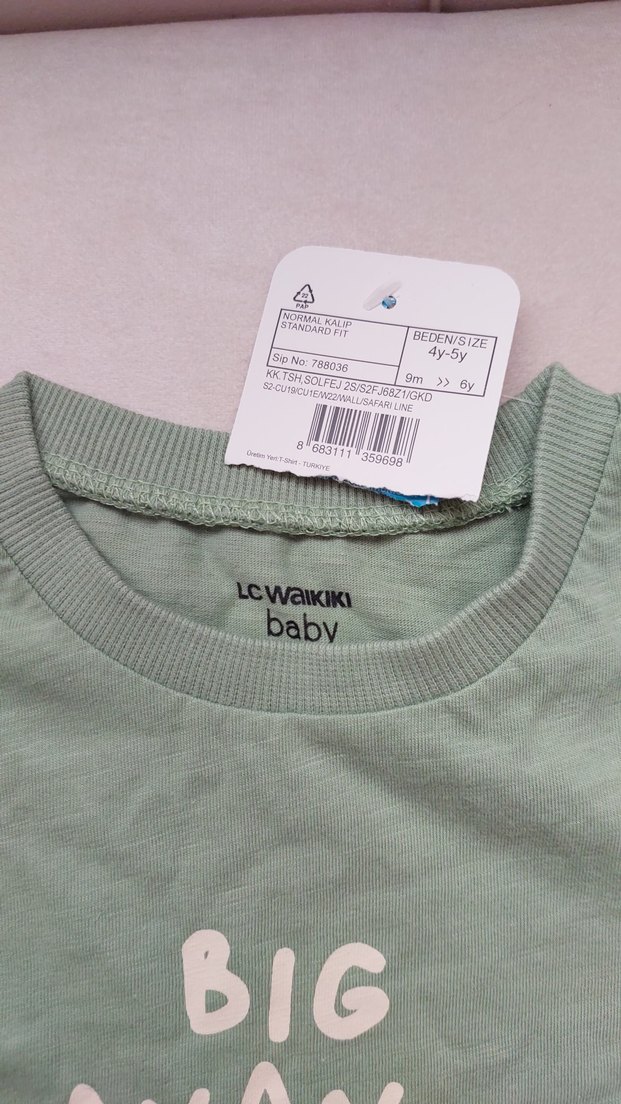 22
PAP
NORMAL KALIP
STANDARD FIT
BEDEN/SIZE
4y-5y
Sip No: 788036
9m >> 6y
KK.TSH,SOLFEJ 2S/S2FJ68Z1/GKD
S2-CU19/CU1E/W22/WALL/SAFARI LINE
8 683111 359698
Üretim Yeri:T-Shirt - TURKIYE
LC WAIKIKI
baby
BIG